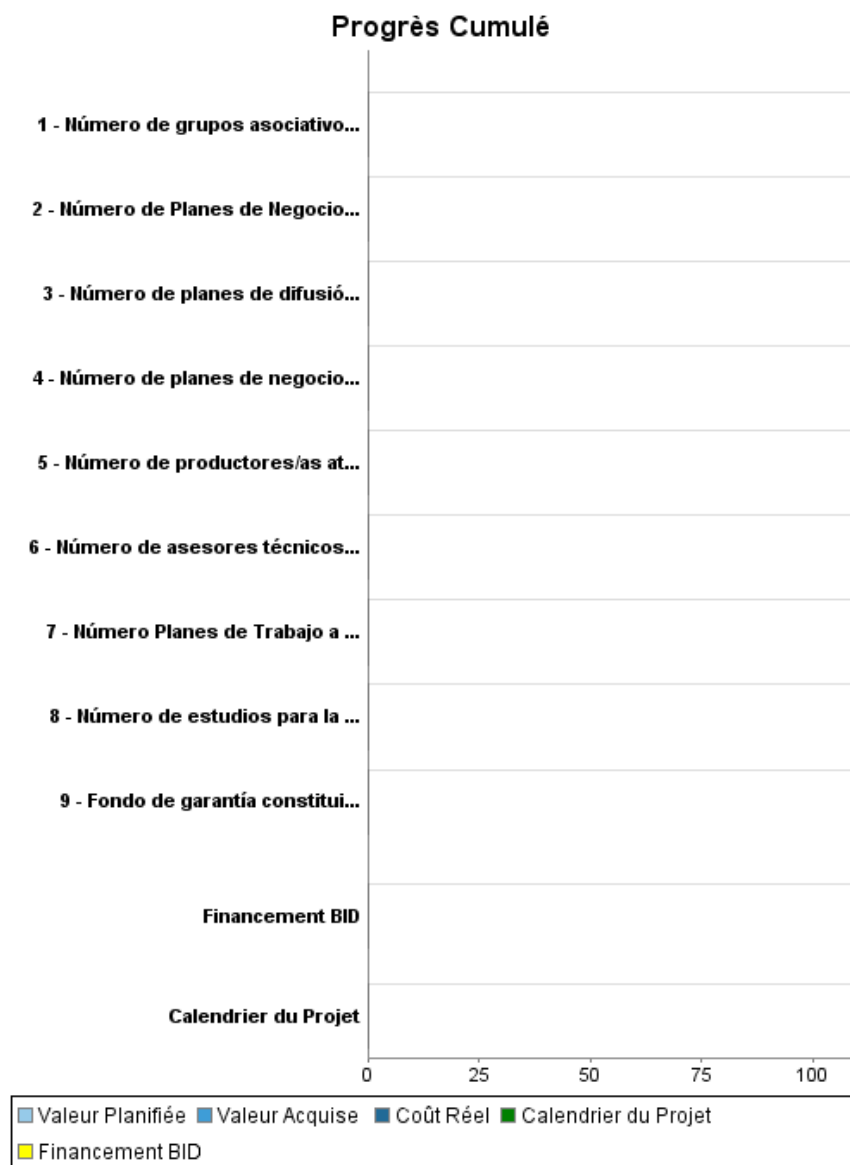 Progrès Cumulé
1 - Número de grupos asociativo...
2 - Número de Planes de Negocio...
3 - Número de planes de difusió...
4 - Número de planes de negocio...
5 - Número de productores/as at...
6 - Número de asesores técnicos...
7 - Número Planes de Trabajo a ...
8 - Número de estudios para la ...
9 - Fondo de garantía constitui...
Financement BID
Calendrier du Projet
0 25 50 75 100
Valeur Planifiée Valeur Acquise Coût Réel Calendrier du Projet
Financement BID